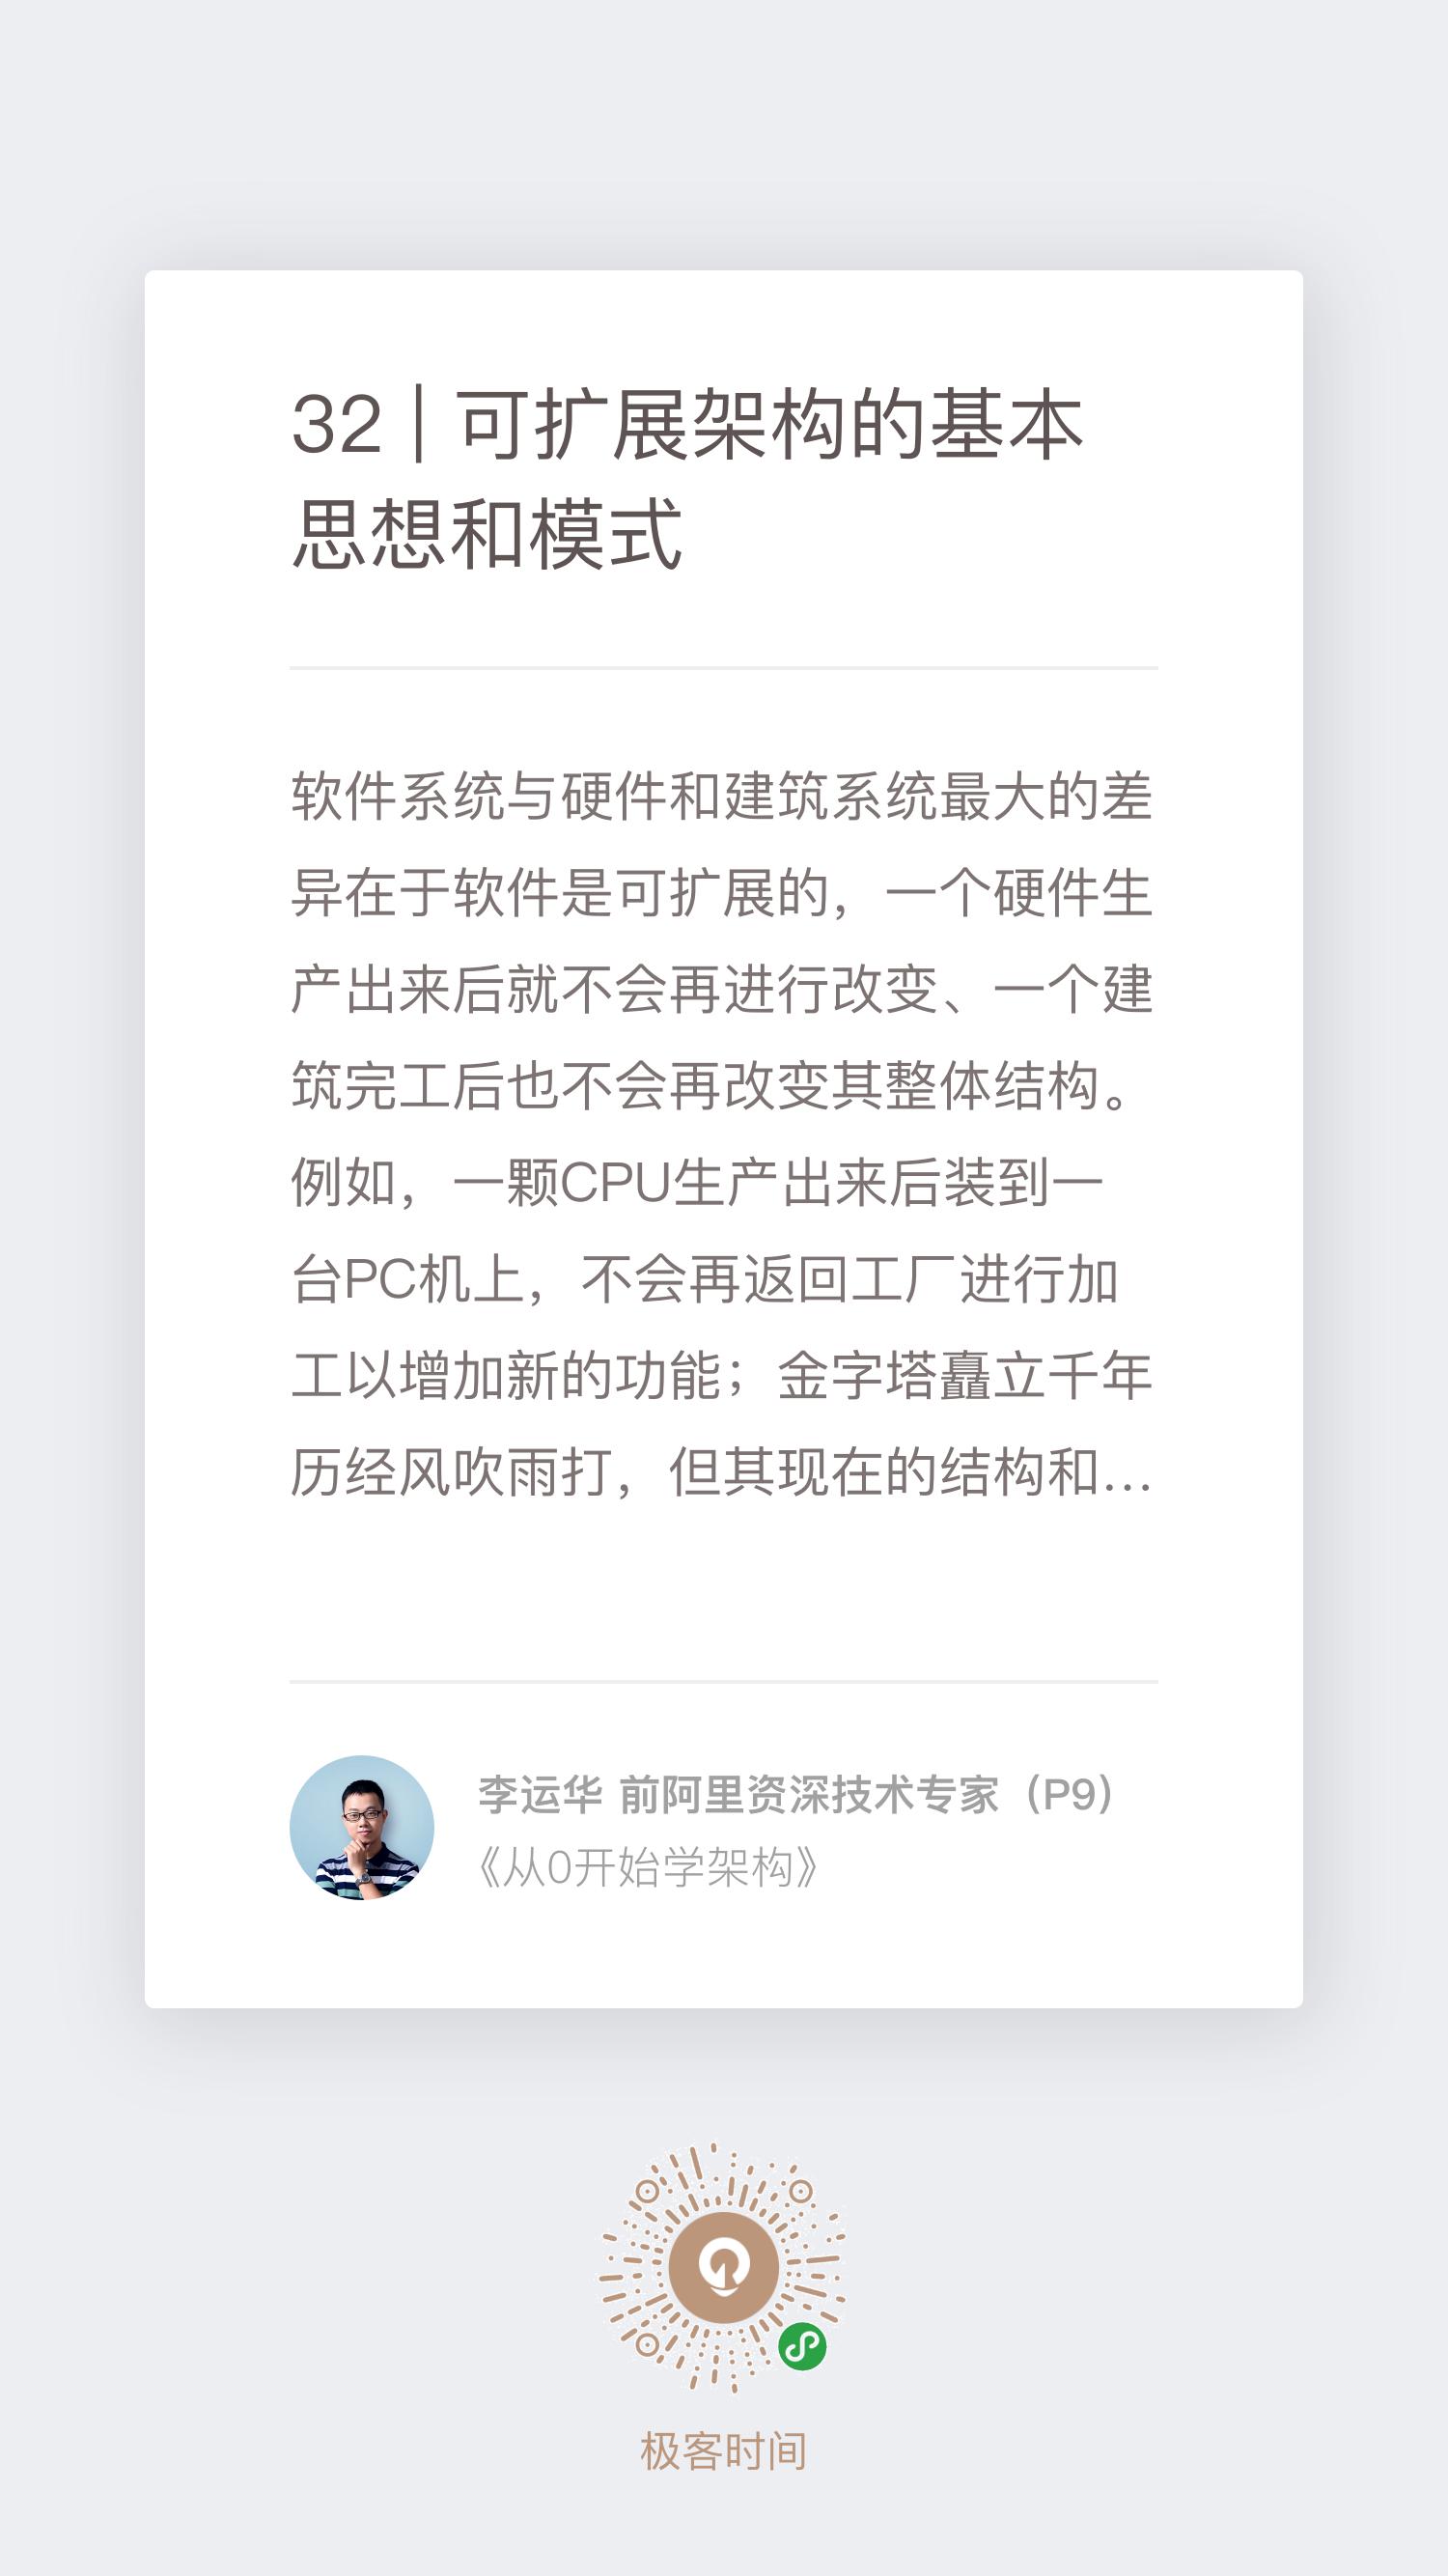 32 | 可扩展架构的基本
思想和模式
软件系统与硬件和建筑系统最大的差
异在于软件是可扩展的，一个硬件生
产出来后就不会再进行改变、一个建
筑完工后也不会再改变其整体结构。
例如，一颗CPU生产出来后装到一
台PC机上，不会再返回工厂进行加
工以增加新的功能；金字塔矗立千年
历经风吹雨打，但其现在的结构和...
李运华 前阿里资深技术专家（P9）
《从0开始学架构》
极客时间